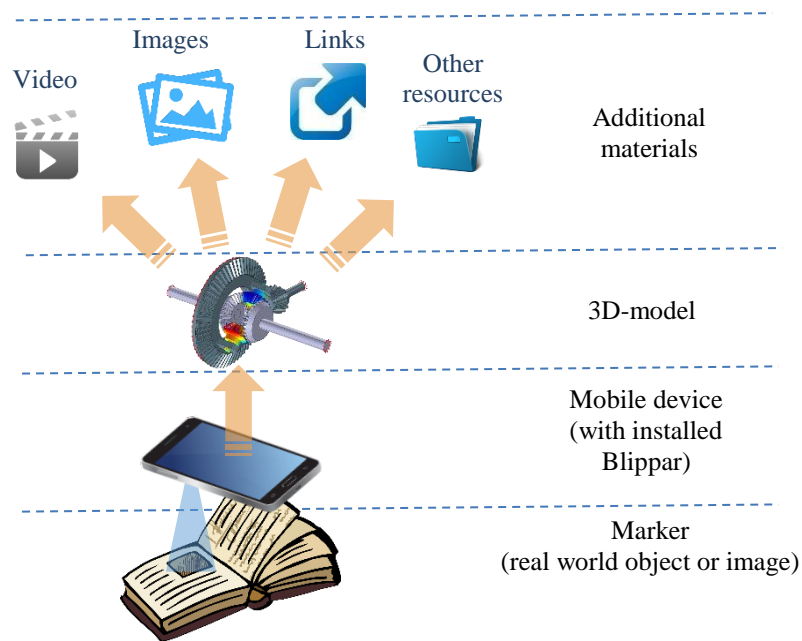 Images
Links
Video
Other
resources
Additional
materials
3D-model
Mobile device
(with installed
Blippar)
Marker
(real world object or image)